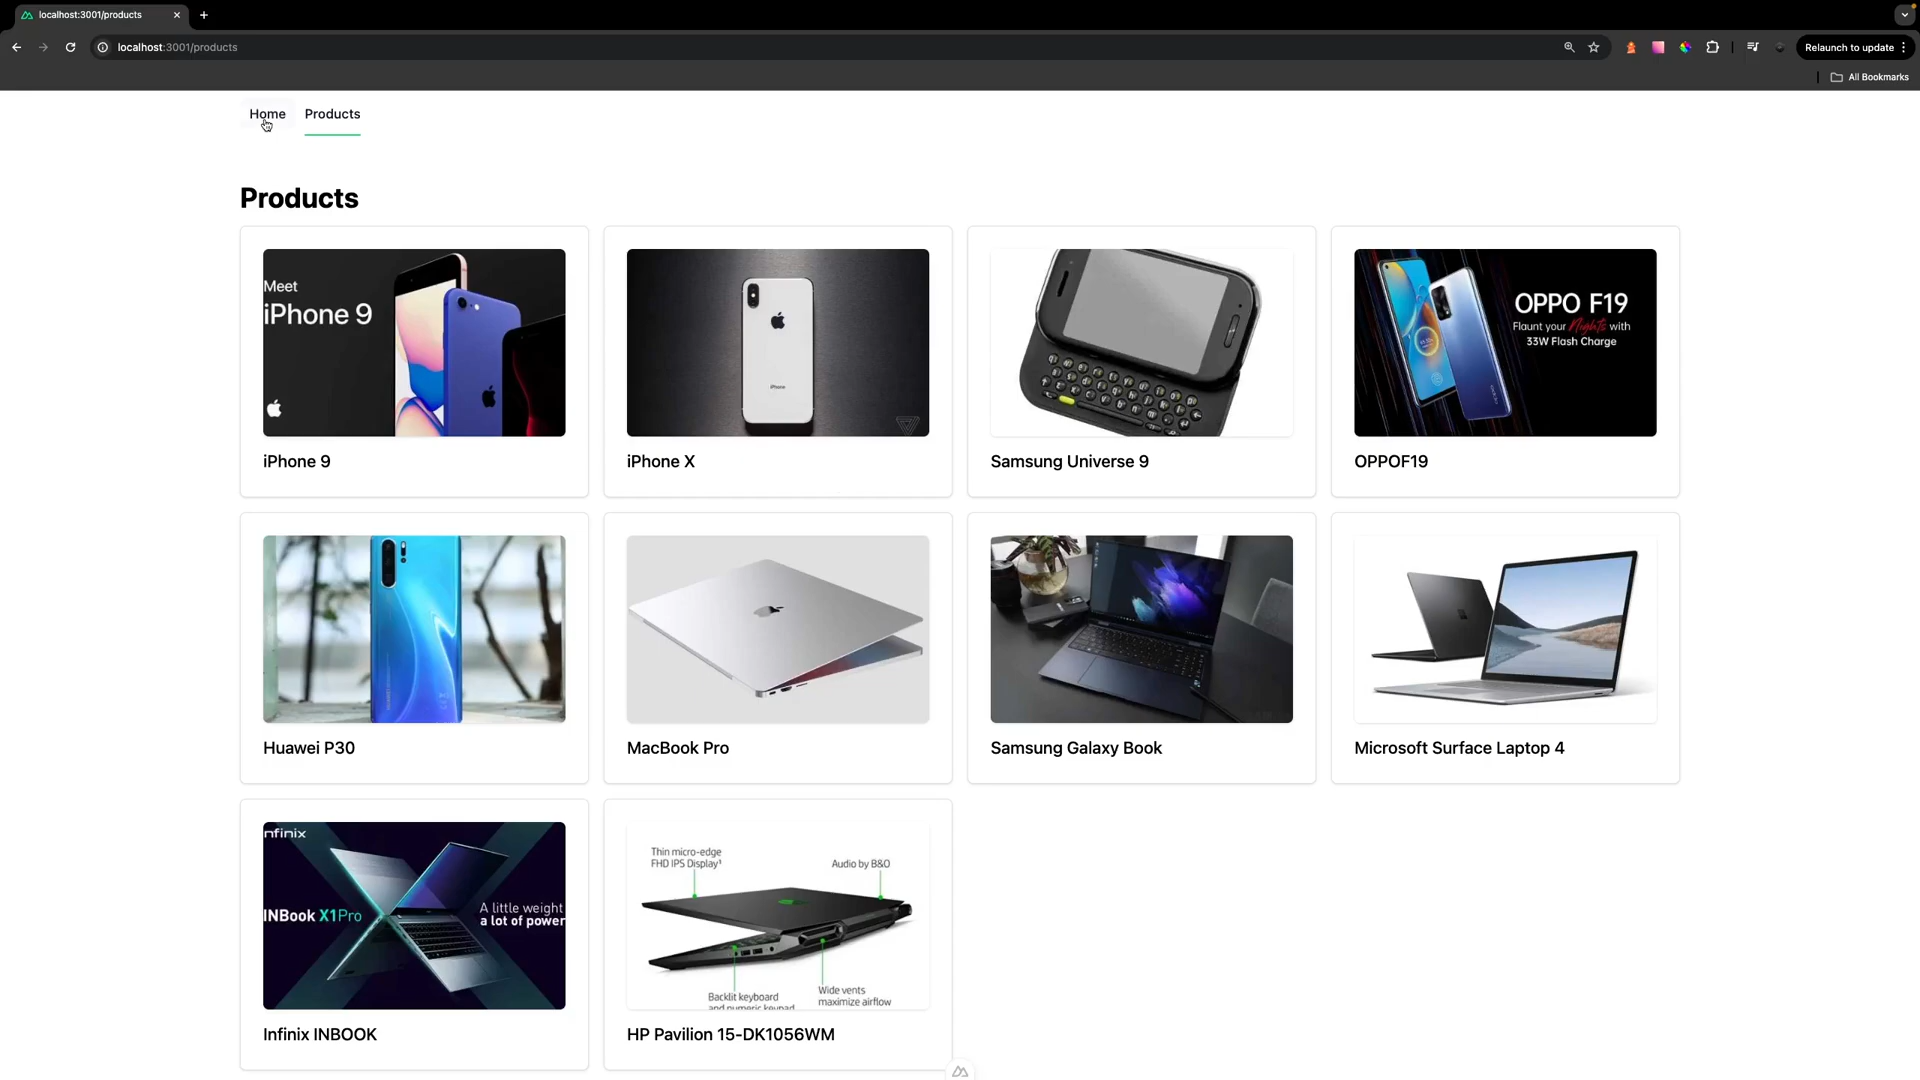 localhost:3001/products
localhost:3001/products
Relaunch to update
All Bookmarks
Home
Products
Products
Meet
iPhone 9
iPhone
OPPO F19
Flaunt your Nights with
33W Flash Charge
iPhone 9
iPhone X
Samsung Universe 9
OPPOF19
Huawei P30
MacBook Pro
Samsung Galaxy Book
Microsoft Surface Laptop 4
nfinix
INBook X1Pro
A little weight
a lot of power
Thin micro-edge
FHD IPS Display¹
Audio by B&O
Backlit keyboard
and numeric keypad
Wide vents
maximize airflow
Infinix INBOOK
HP Pavilion 15-DK1056WM